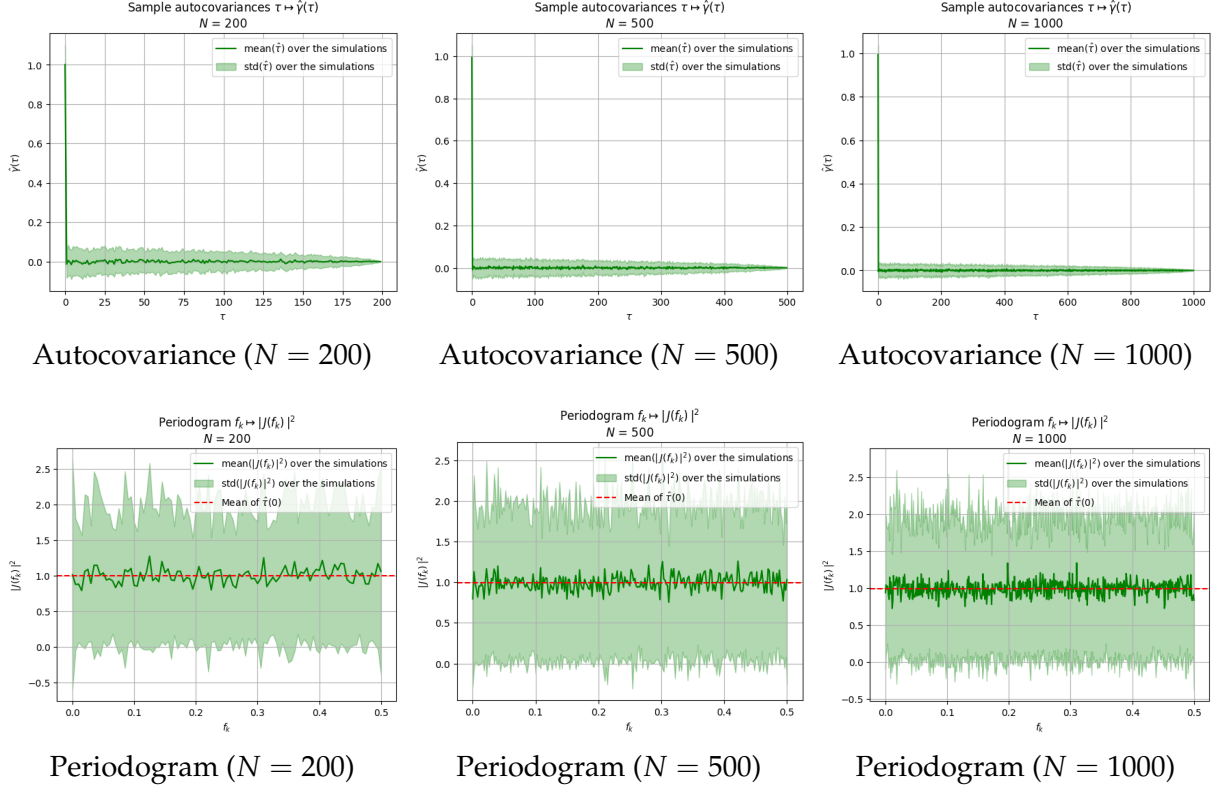 Sample autocovariances τ ↦ γ̂(τ)
N = 200
mean(τ̂) over the simulations
std(τ̂) over the simulations
γ̂(τ)
1.0
0.8
0.6
0.4
0.2
0.0
0 25 50 75 100 125 150 175 200
τ
Autocovariance (N = 200)
Sample autocovariances τ ↦ γ̂(τ)
N = 500
mean(τ̂) over the simulations
std(τ̂) over the simulations
γ̂(τ)
1.0
0.8
0.6
0.4
0.2
0.0
0 100 200 300 400 500
τ
Autocovariance (N = 500)
Sample autocovariances τ ↦ γ̂(τ)
N = 1000
mean(τ̂) over the simulations
std(τ̂) over the simulations
γ̂(τ)
1.0
0.8
0.6
0.4
0.2
0.0
0 200 400 600 800 1000
τ
Autocovariance (N = 1000)
Periodogram f_k ↦ |J(f_k)|²
N = 200
mean(|J(f_k)|²) over the simulations
std(|J(f_k)|²) over the simulations
Mean of τ̂(0)
|J(f_k)|²
2.5
2.0
1.5
1.0
0.5
0.0
−0.5
0.0 0.1 0.2 0.3 0.4 0.5
f_k
Periodogram (N = 200)
Periodogram f_k ↦ |J(f_k)|²
N = 500
mean(|J(f_k)|²) over the simulations
std(|J(f_k)|²) over the simulations
Mean of τ̂(0)
|J(f_k)|²
2.5
2.0
1.5
1.0
0.5
0.0
0.0 0.1 0.2 0.3 0.4 0.5
f_k
Periodogram (N = 500)
Periodogram f_k ↦ |J(f_k)|²
N = 1000
mean(|J(f_k)|²) over the simulations
std(|J(f_k)|²) over the simulations
Mean of τ̂(0)
|J(f_k)|²
2.5
2.0
1.5
1.0
0.5
0.0
−0.5
0.0 0.1 0.2 0.3 0.4 0.5
f_k
Periodogram (N = 1000)